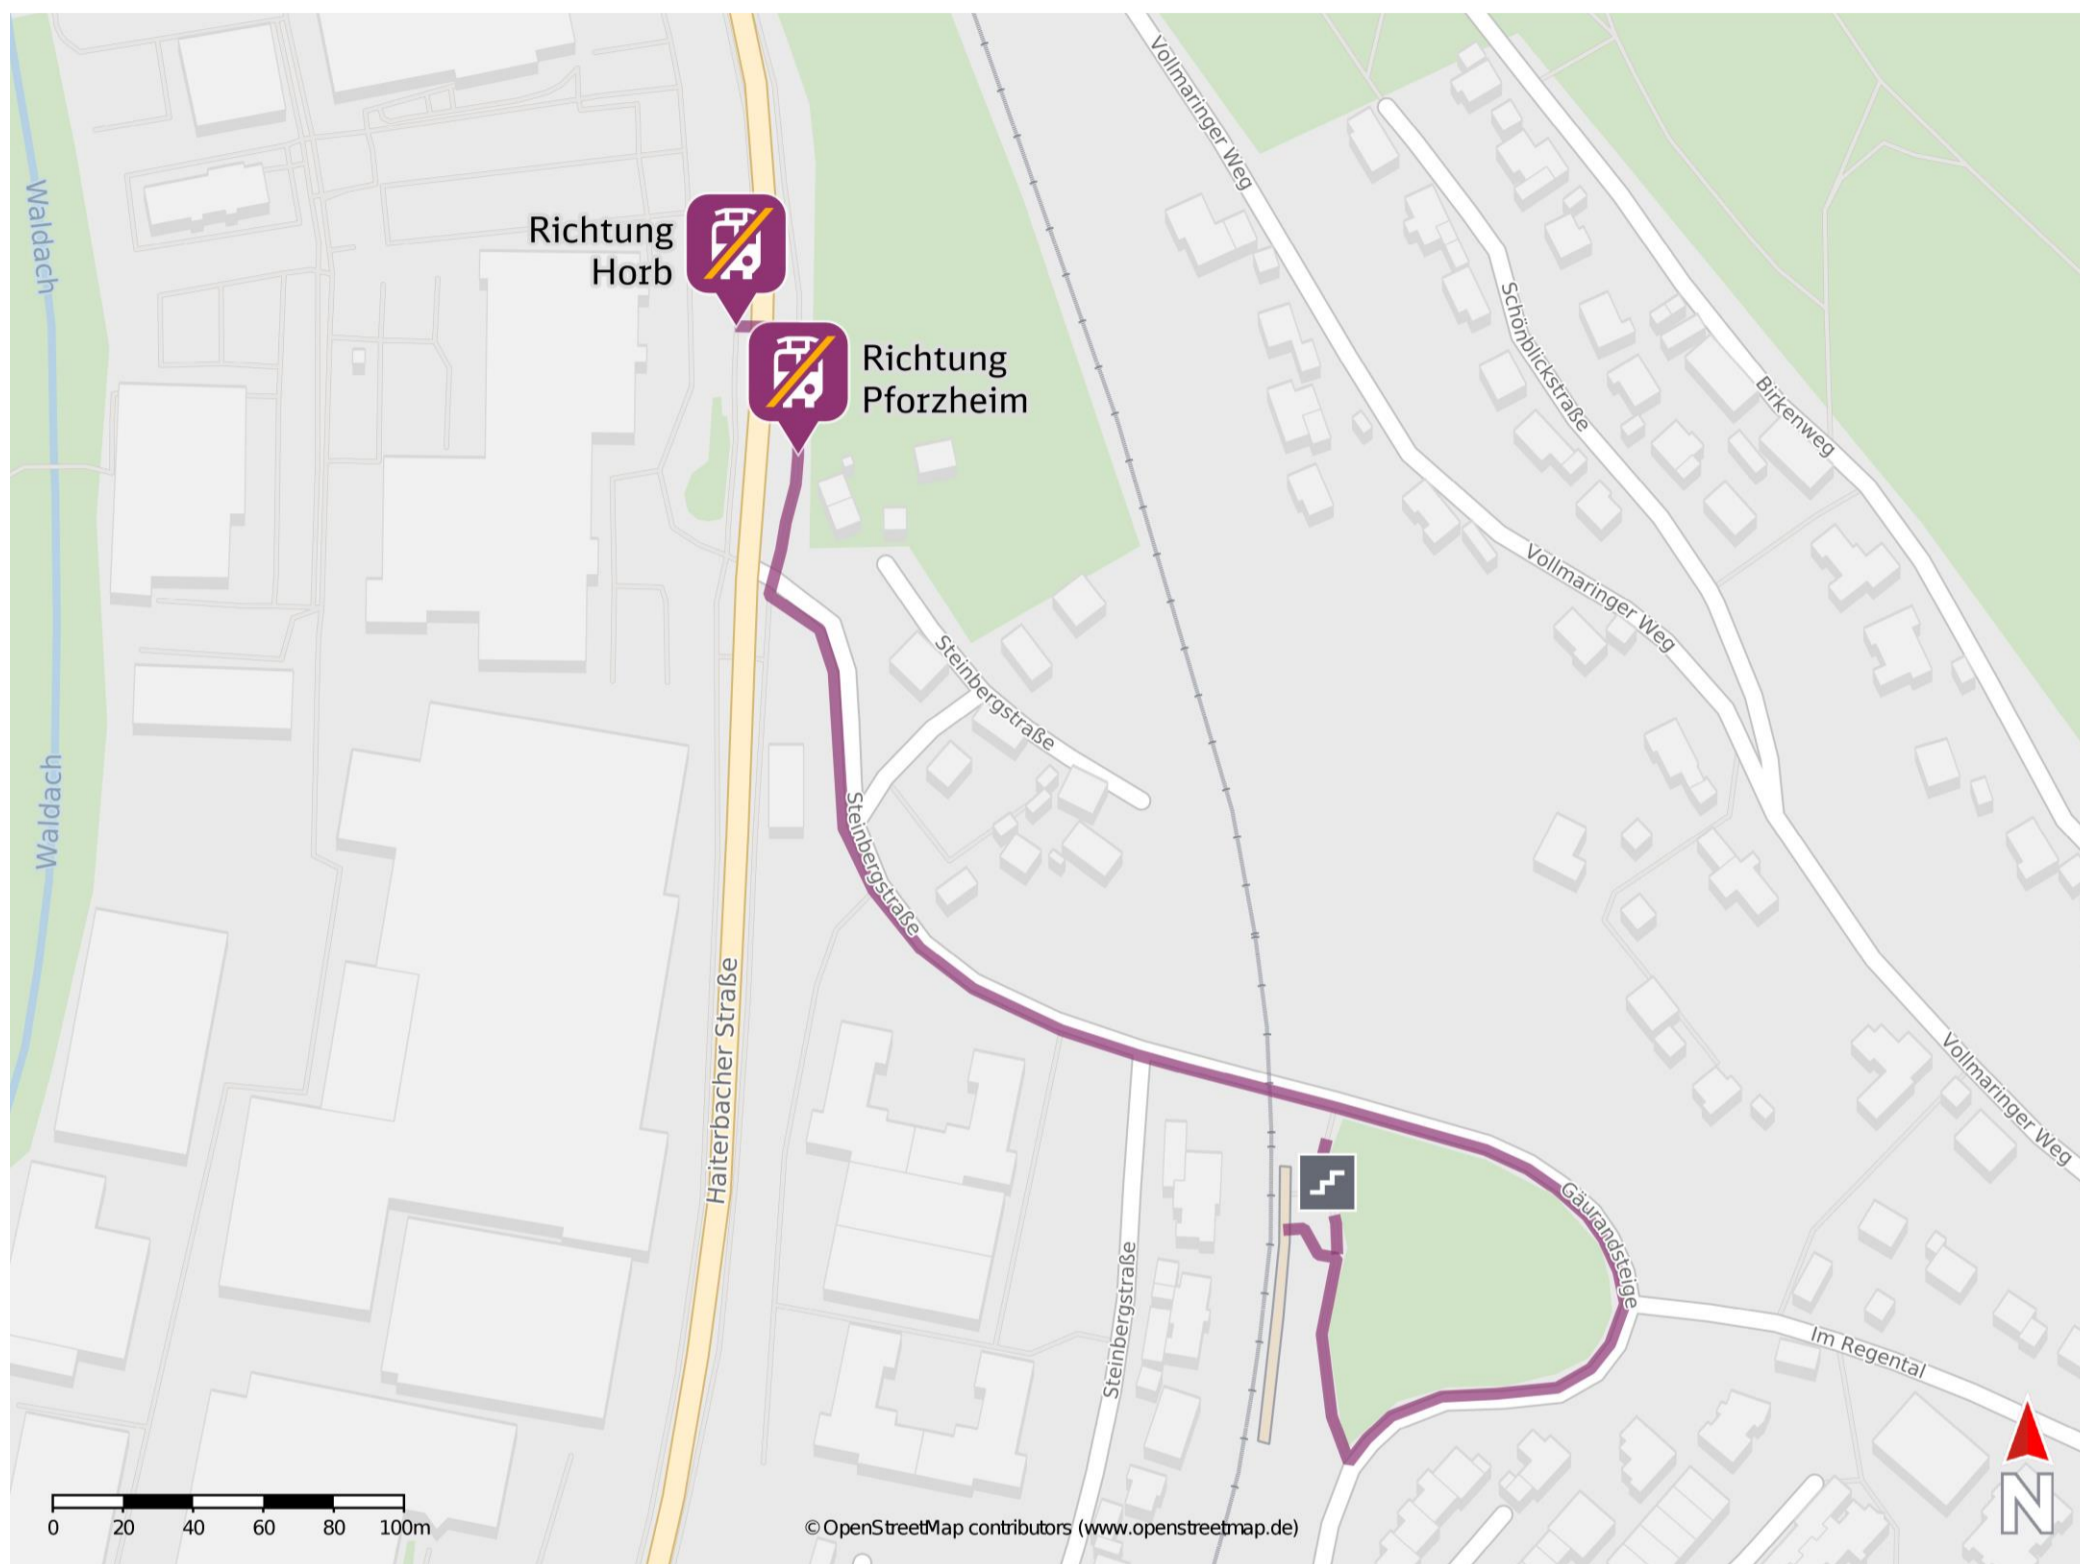 Vollmaringer Weg
Waldach
Richtung
Horb
Richtung
Pforzheim
Schönblickstraße
Birkenweg
Vollmaringer Weg
Steinbergstraße
Waldach
Steinbergstraße
Haiterbacher Straße
Vollmaringer Weg
Gäurandsteige
Steinbergstraße
Im Regental
N
0 20 40 60 80 100m
© OpenStreetMap contributors (www.openstreetmap.de)